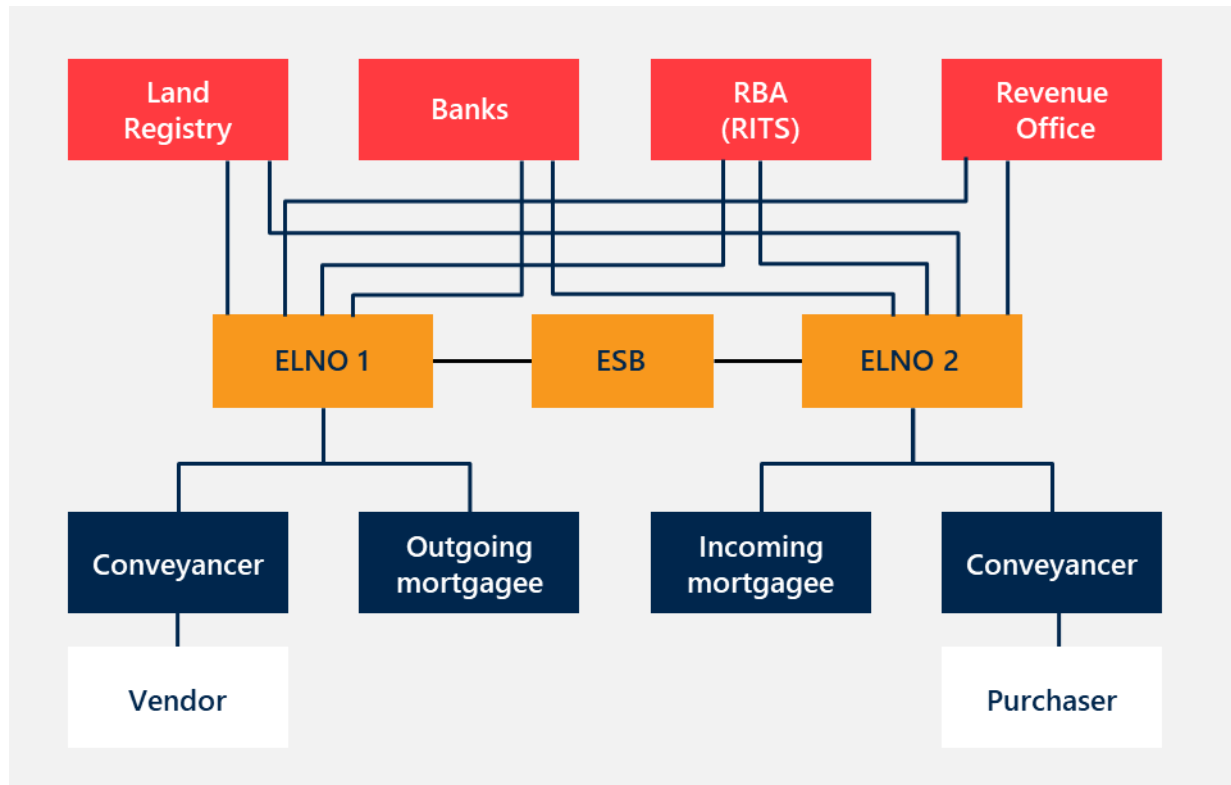 Land
Registry
Banks
RBA
(RITS)
Revenue
Office
ELNO 1
ESB
ELNO 2
Conveyancer
Outgoing
mortgagee
Incoming
mortgagee
Conveyancer
Vendor
Purchaser